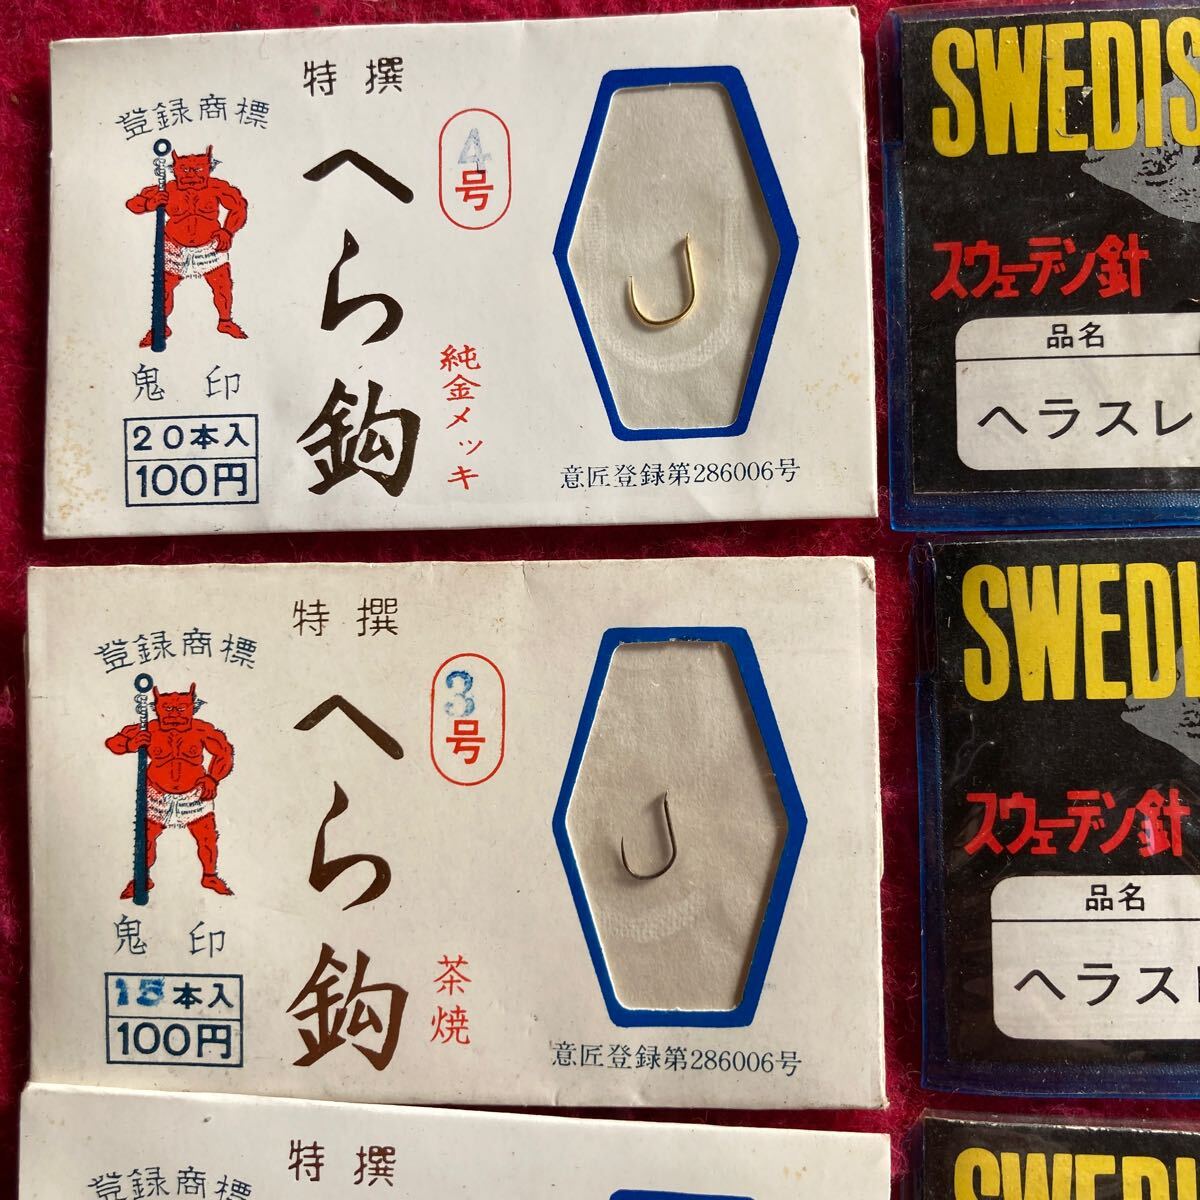 特撰
登録商標
へら鈎
4号
純金メッキ
鬼印
20本入
100円
意匠登録第286006号
SWEDIS
スウェーデン針
品名
ヘラスレ
特撰
登録商標
へら鈎
3号
茶焼
鬼印
15本入
100円
意匠登録第286006号
SWEDI
スウェーデン針
品名
ヘラス
特撰
登録商標
SWEDI